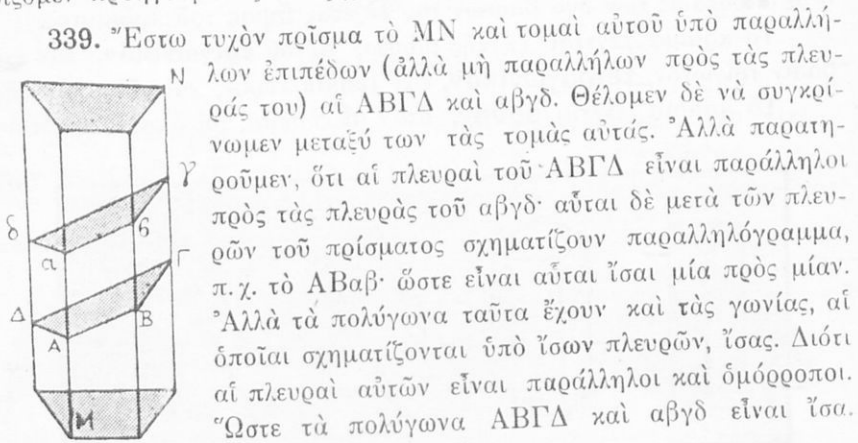 339. Ἔστω τυχὸν πρῖσμα τὸ ΜΝ καὶ τομαὶ αὐτοῦ ὑπὸ παραλλή-
λων ἐπιπέδων (ἀλλὰ μὴ παραλλήλων πρὸς τὰς πλευ-
ράς του) αἱ ΑΒΓΔ καὶ αβγδ. Θέλομεν δὲ νὰ συγκρί-
νωμεν μεταξύ των τὰς τομὰς αὐτάς. Ἀλλὰ παρατη-
ροῦμεν, ὅτι αἱ πλευραὶ τοῦ ΑΒΓΔ εἶναι παράλληλοι
πρὸς τὰς πλευρὰς τοῦ αβγδ· αὗται δὲ μετὰ τῶν πλευ-
ρῶν τοῦ πρίσματος σχηματίζουν παραλληλόγραμμα,
π.χ. τὸ ΑΒαβ· ὥστε εἶναι αὗται ἴσαι μία πρὸς μίαν.
Ἀλλὰ τὰ πολύγωνα ταῦτα ἔχουν καὶ τὰς γωνίας, αἱ
ὁποῖαι σχηματίζονται ὑπὸ ἴσων πλευρῶν, ἴσας. Διότι
αἱ πλευραὶ αὐτῶν εἶναι παράλληλοι καὶ ὁμόρροποι.
Ὥστε τὰ πολύγωνα ΑΒΓΔ καὶ αβγδ εἶναι ἴσα.
Ν
γ
δ
β
α
Γ
Δ
Β
Α
Μ